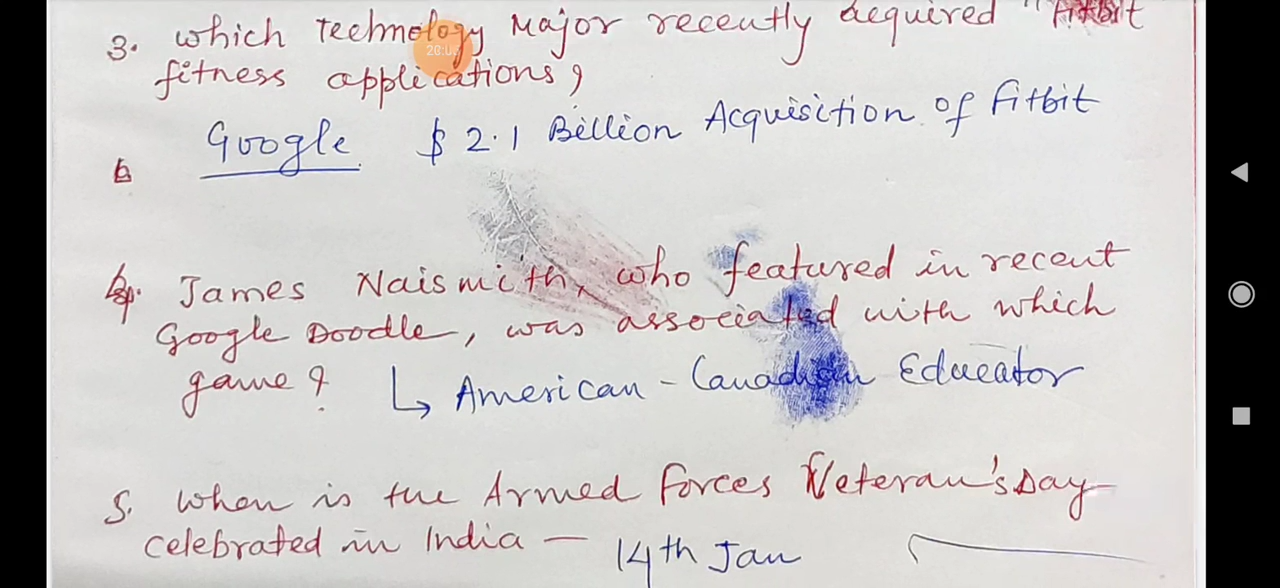 3. which Technology Major recently acquired "Fitbit
fitness applications?
Google $ 2.1 Billion Acquisition of Fitbit
4. James Naismith, who featured in recent
Google Doodle, was associated with which
game? ↳ American - Canadian Educator
5. When is the Armed Forces Veteran's Day
celebrated in India — 14th Jan